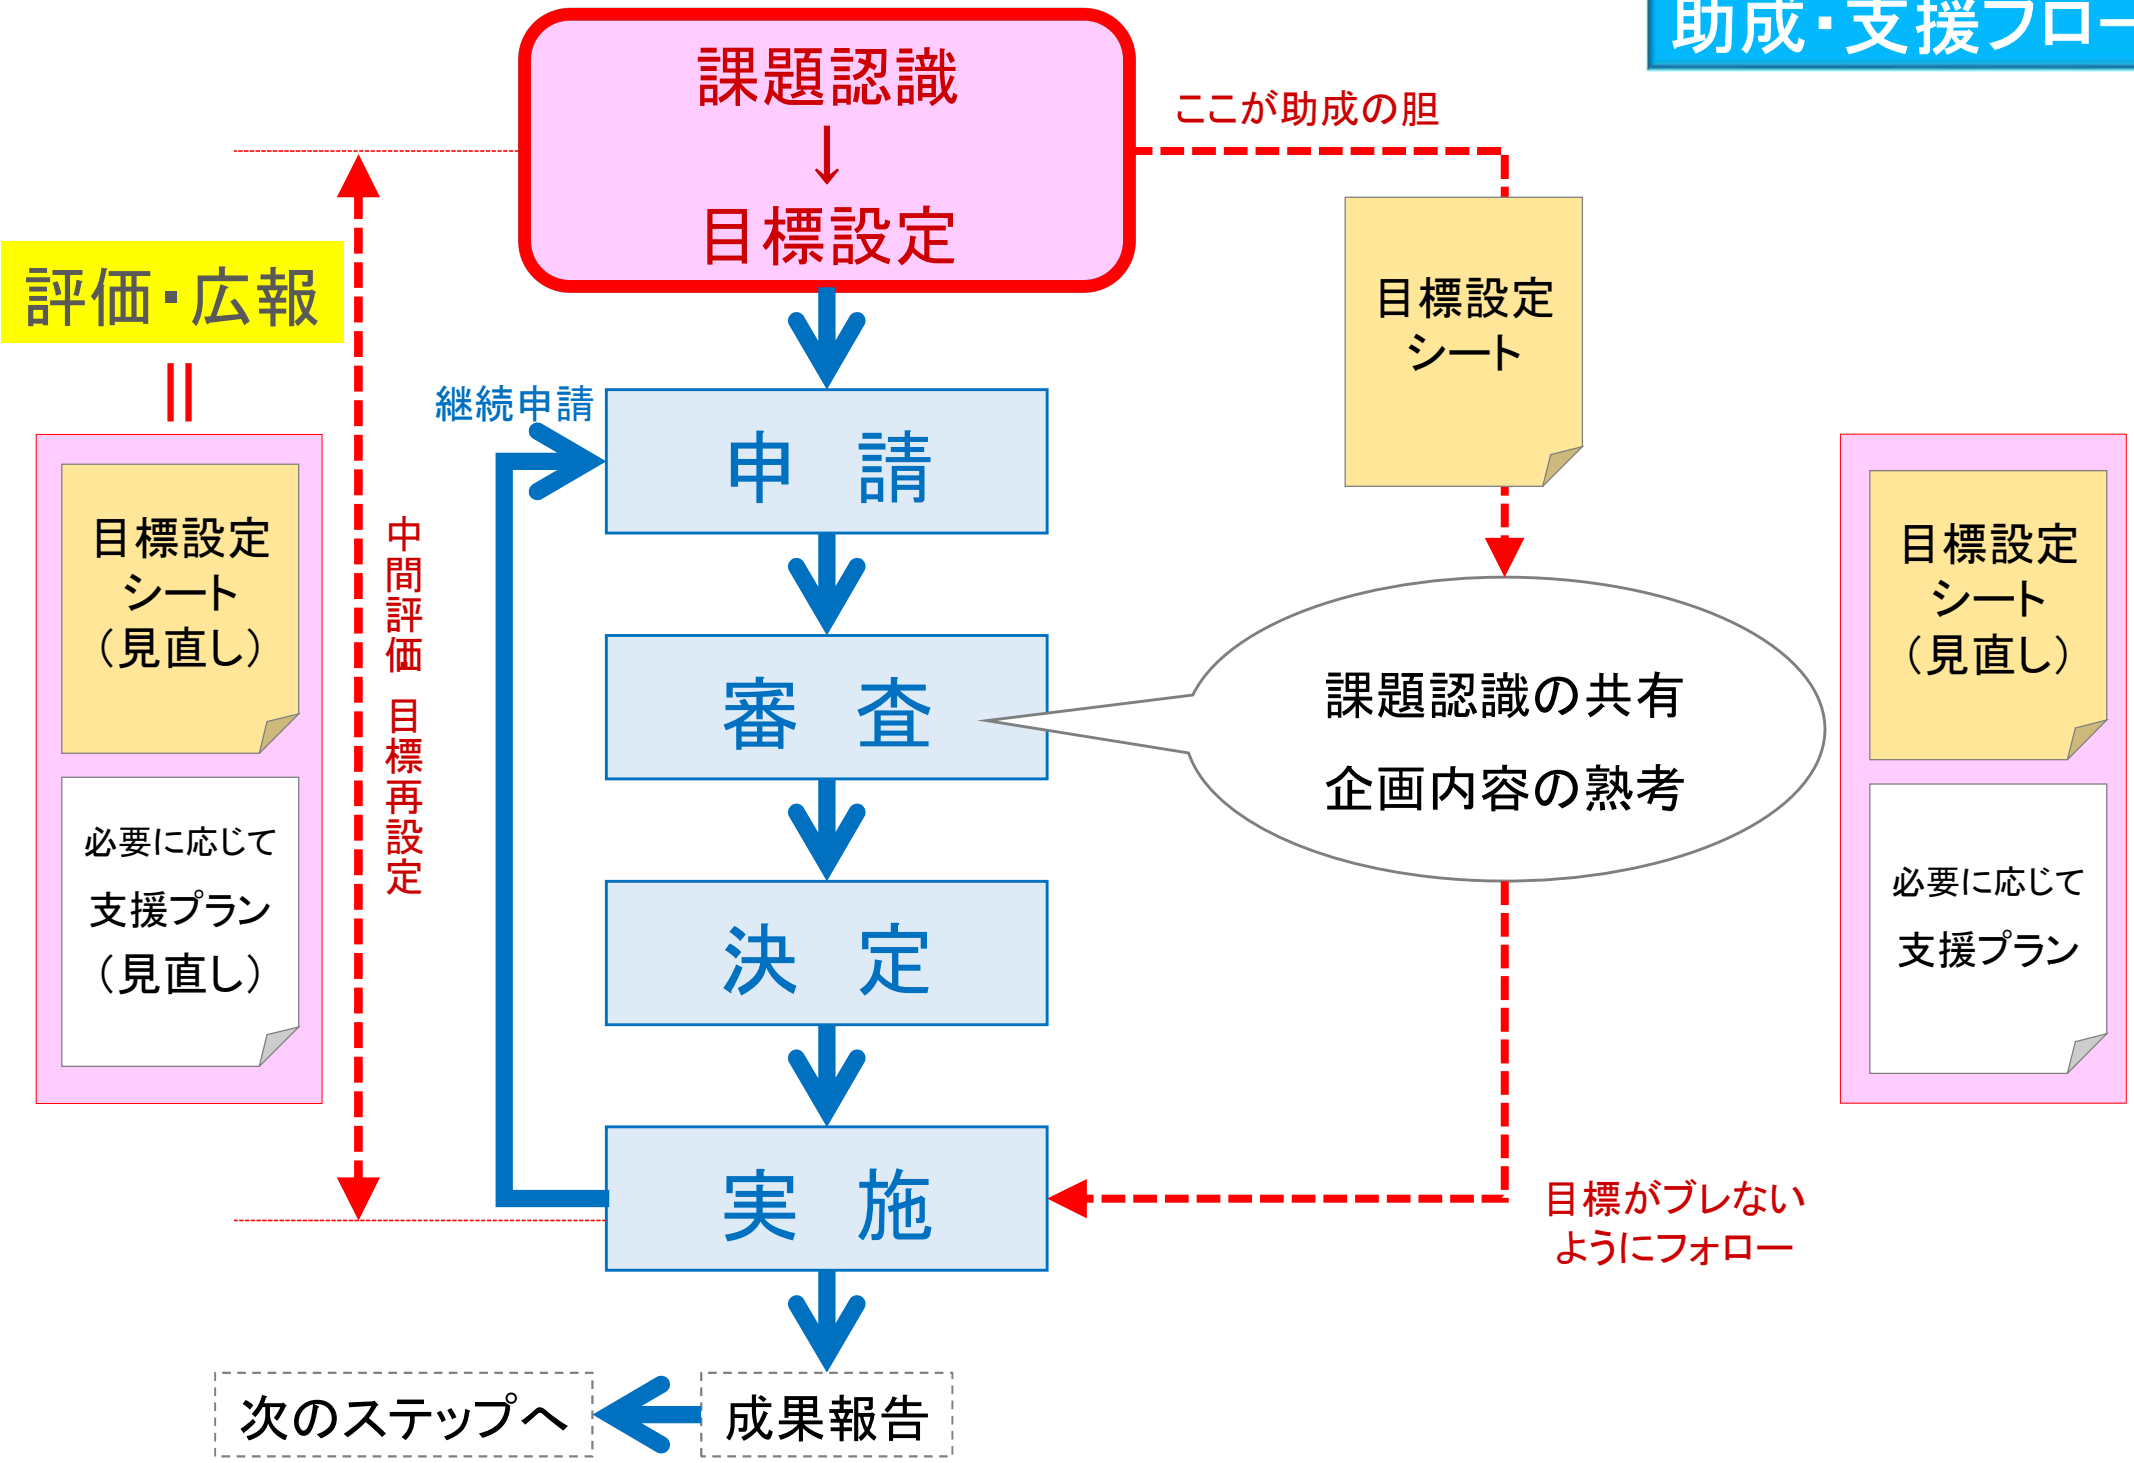 助成・支援フロー
課題認識
↓
目標設定
ここが助成の胆
目標設定
シート
評価・広報
||
継続申請
申　請
目標設定
シート
（見直し）
必要に応じて
支援プラン
（見直し）
中間評価 目標再設定
審　査
課題認識の共有
企画内容の熟考
目標設定
シート
（見直し）
必要に応じて
支援プラン
決　定
実　施
目標がブレない
ようにフォロー
成果報告
次のステップへ